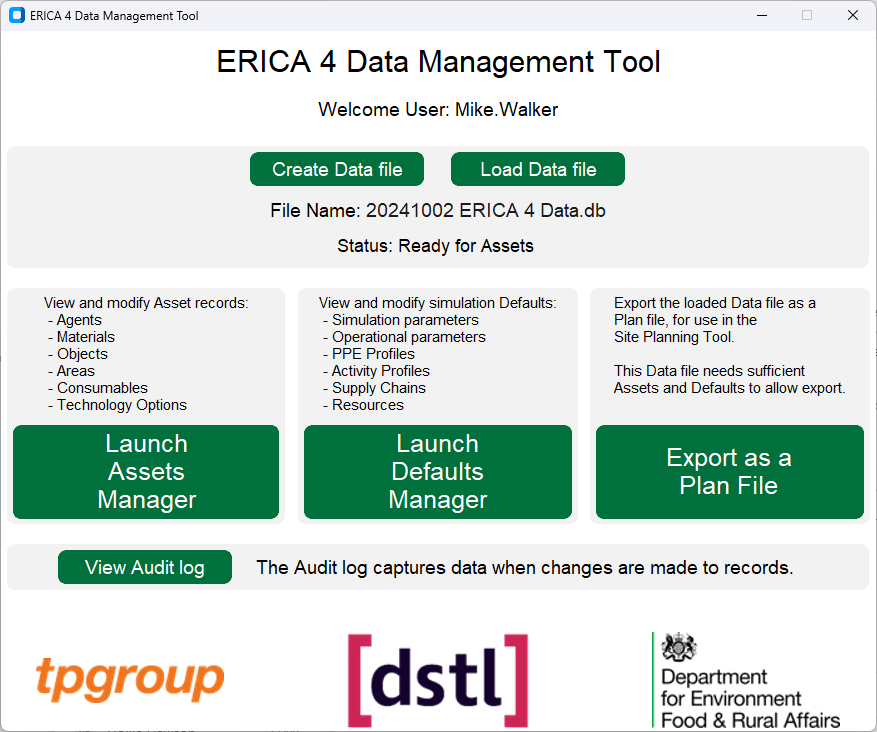 ERICA 4 Data Management Tool
ERICA 4 Data Management Tool
Welcome User: Mike.Walker
Create Data file
Load Data file
File Name: 20241002 ERICA 4 Data.db
Status: Ready for Assets
View and modify Asset records:
- Agents
- Materials
- Objects
- Areas
- Consumables
- Technology Options
Launch
Assets
Manager
View and modify simulation Defaults:
- Simulation parameters
- Operational parameters
- PPE Profiles
- Activity Profiles
- Supply Chains
- Resources
Launch
Defaults
Manager
Export the loaded Data file as a
Plan file, for use in the
Site Planning Tool.
This Data file needs sufficient
Assets and Defaults to allow export.
Export as a
Plan File
View Audit log
The Audit log captures data when changes are made to records.
tpgroup
[dstl]
Department
for Environment
Food & Rural Affairs